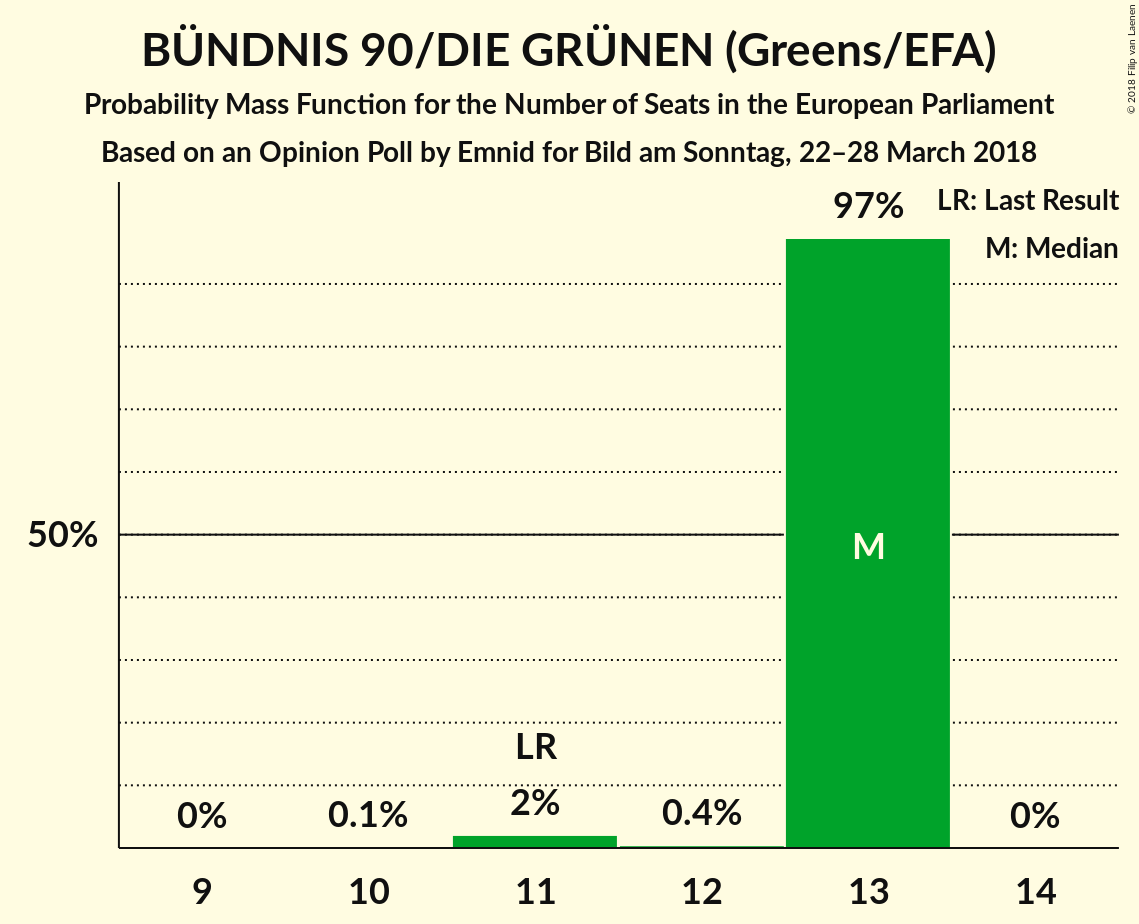 BÜNDNIS 90/DIE GRÜNEN (Greens/EFA)
Probability Mass Function for the Number of Seats in the European Parliament
Based on an Opinion Poll by Emnid for Bild am Sonntag, 22–28 March 2018
© 2018 Filip van Laenen
LR: Last Result
M: Median
97%
50%
M
LR
0%
0.1%
2%
0.4%
0%
9
10
11
12
13
14